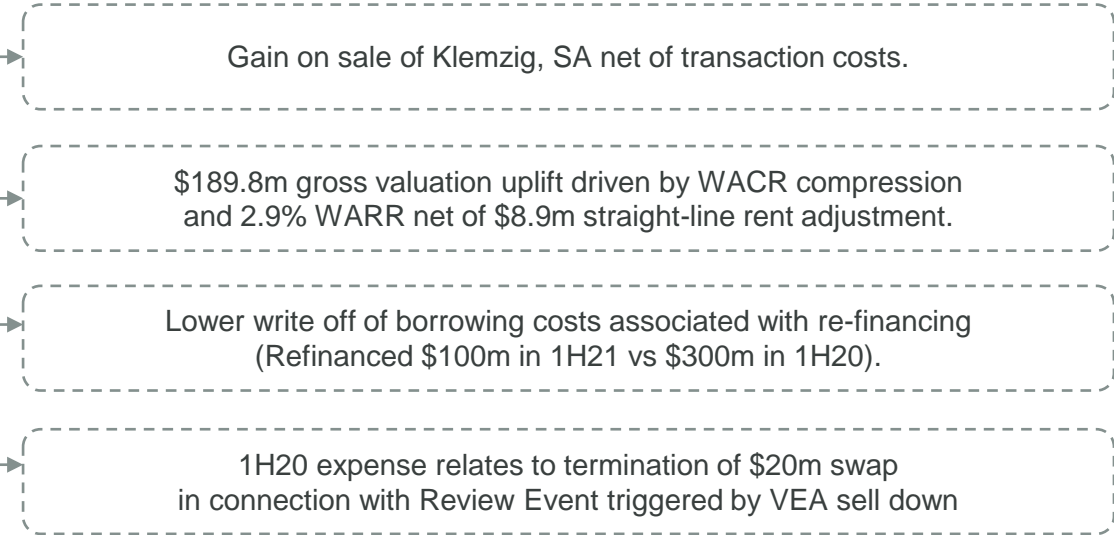 Gain on sale of Klemzig, SA net of transaction costs.
$189.8m gross valuation uplift driven by WACR compression
and 2.9% WARR net of $8.9m straight-line rent adjustment.
Lower write off of borrowing costs associated with re-financing
(Refinanced $100m in 1H21 vs $300m in 1H20).
1H20 expense relates to termination of $20m swap
in connection with Review Event triggered by VEA sell down